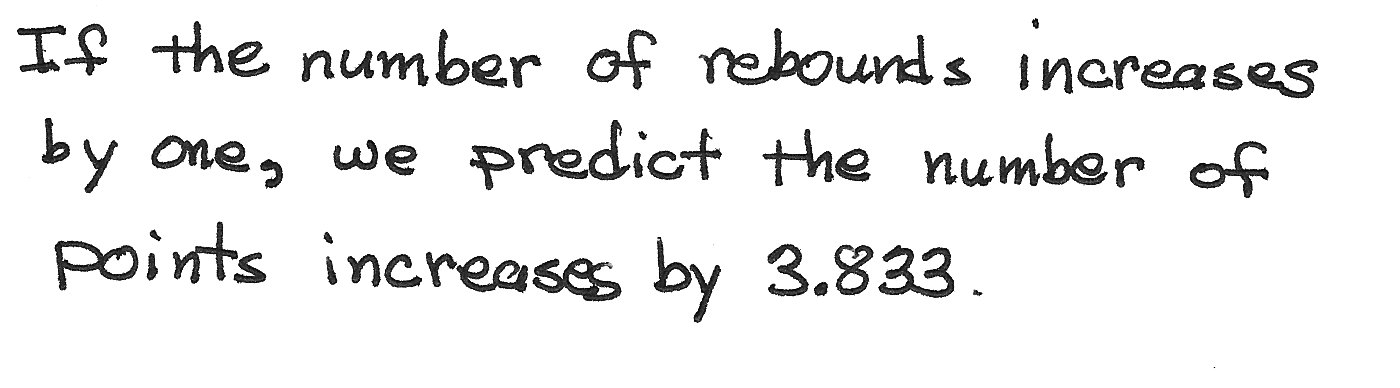 If the number of rebounds increases
by one, we predict the number of
points increases by 3.833.